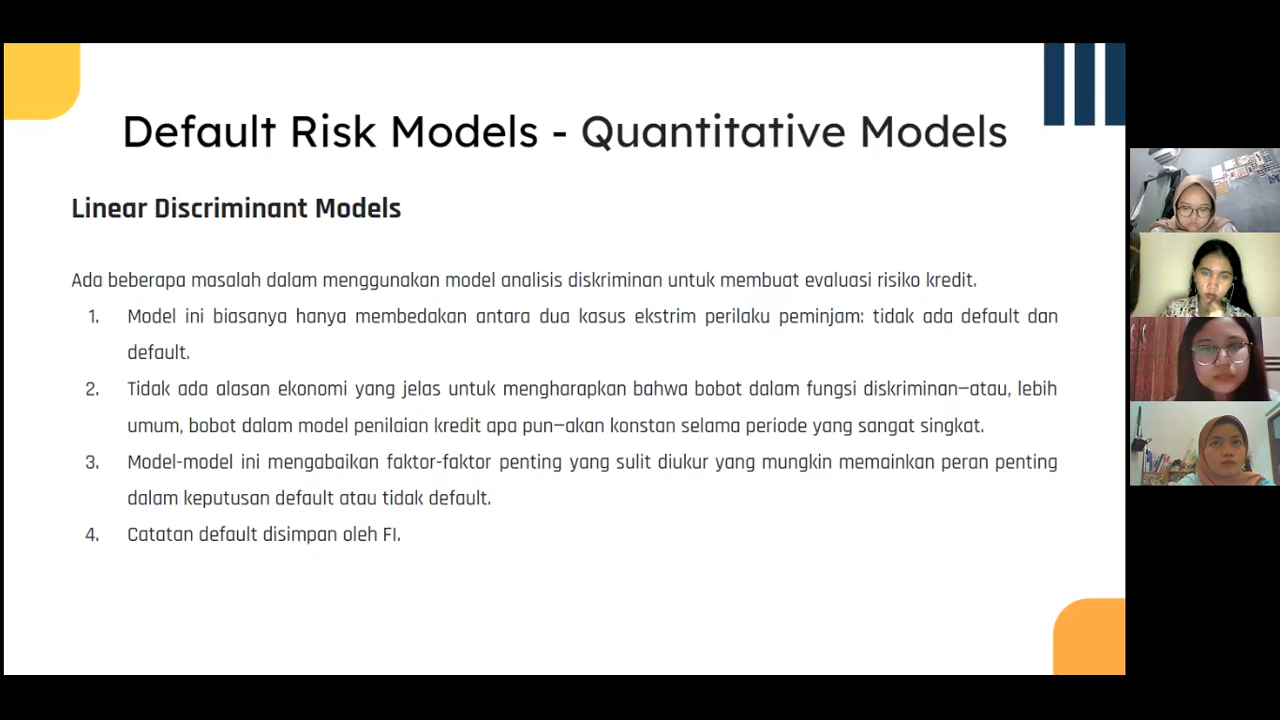 Default Risk Models - Quantitative Models
Linear Discriminant Models
Ada beberapa masalah dalam menggunakan model analisis diskriminan untuk membuat evaluasi risiko kredit.
1. Model ini biasanya hanya membedakan antara dua kasus ekstrim perilaku peminjam: tidak ada default dan
default.
2. Tidak ada alasan ekonomi yang jelas untuk mengharapkan bahwa bobot dalam fungsi diskriminan—atau, lebih
umum, bobot dalam model penilaian kredit apa pun—akan konstan selama periode yang sangat singkat.
3. Model-model ini mengabaikan faktor-faktor penting yang sulit diukur yang mungkin memainkan peran penting
dalam keputusan default atau tidak default.
4. Catatan default disimpan oleh FI.